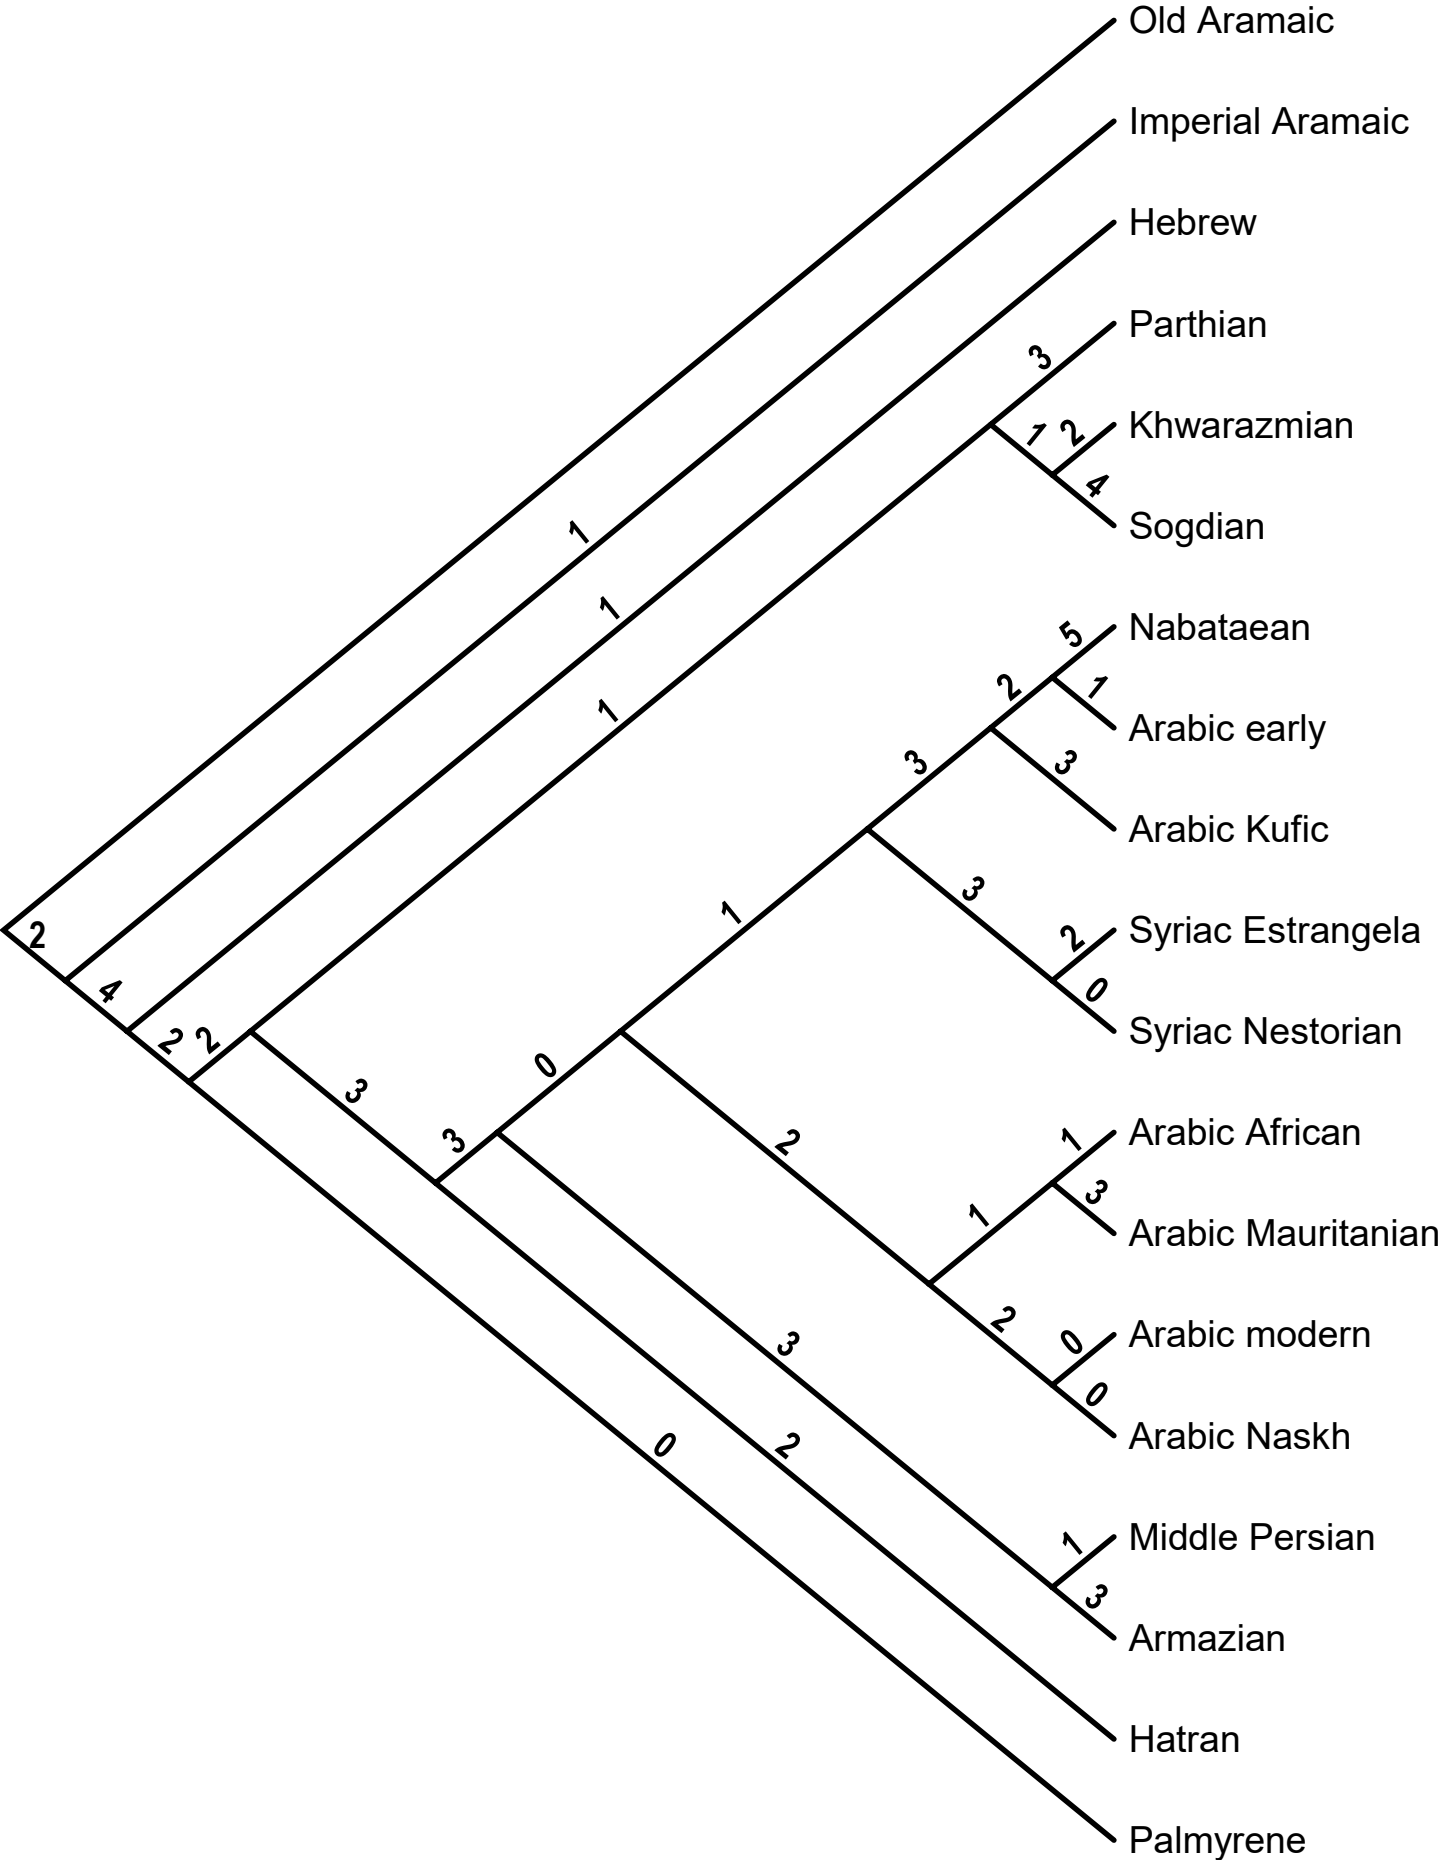 Old Aramaic
Imperial Aramaic
Hebrew
Parthian
3
Khwarazmian
1 2
4
Sogdian
1
1
Nabataean
5
2 1
1
Arabic early
3 3
Arabic Kufic
3
1
Syriac Estrangela
2
2
4 0
Syriac Nestorian
2 2
0
3
Arabic African
3 2 1
3
1
Arabic Mauritanian
2 0
Arabic modern
3
0
Arabic Naskh
0 2
Middle Persian
1
3
Armazian
Hatran
Palmyrene